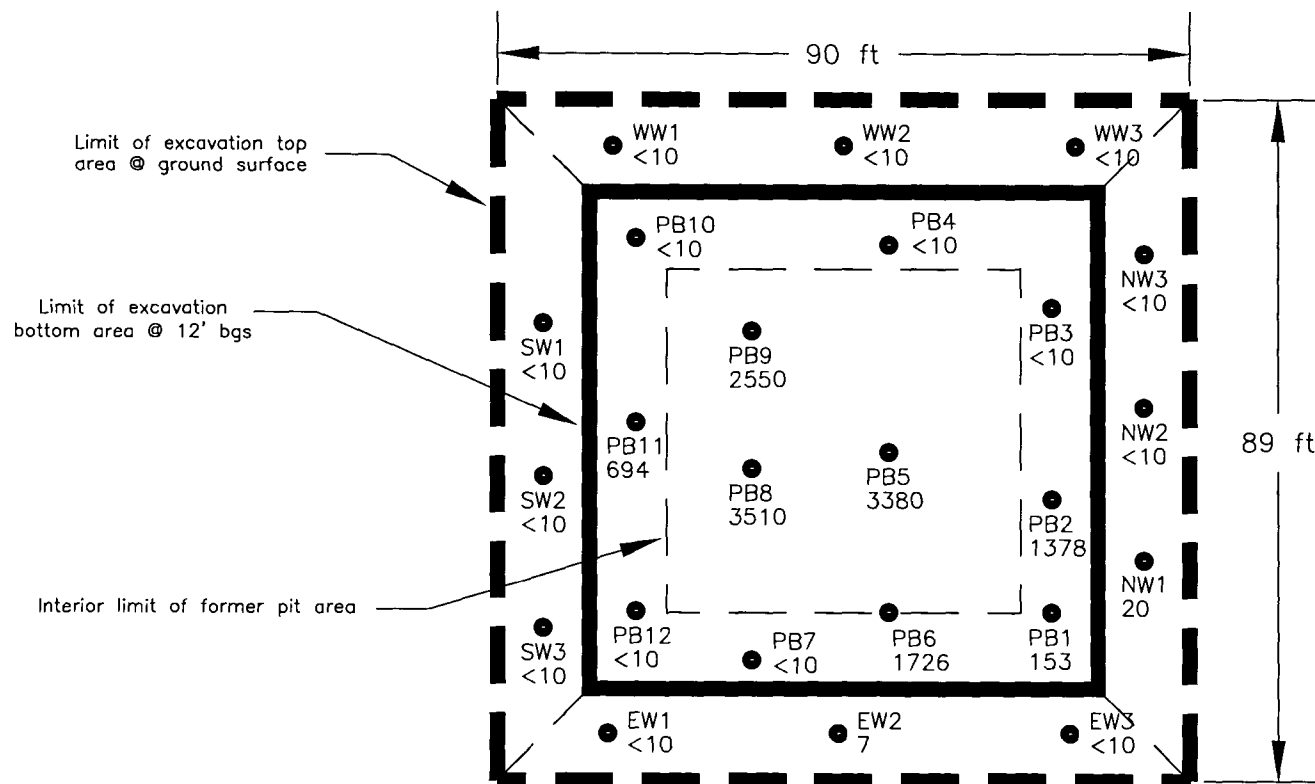 90 ft
Limit of excavation top
area @ ground surface
WW1
<10
WW2
<10
WW3
<10
PB10
<10
PB4
<10
NW3
<10
Limit of excavation
bottom area @ 12' bgs
SW1
<10
PB9
2550
PB3
<10
PB11
694
NW2
<10
89 ft
SW2
<10
PB8
3510
PB5
3380
PB2
1378
NW1
20
Interior limit of former pit area
SW3
<10
PB12
<10
PB7
<10
PB6
1726
PB1
153
EW1
<10
EW2
7
EW3
<10